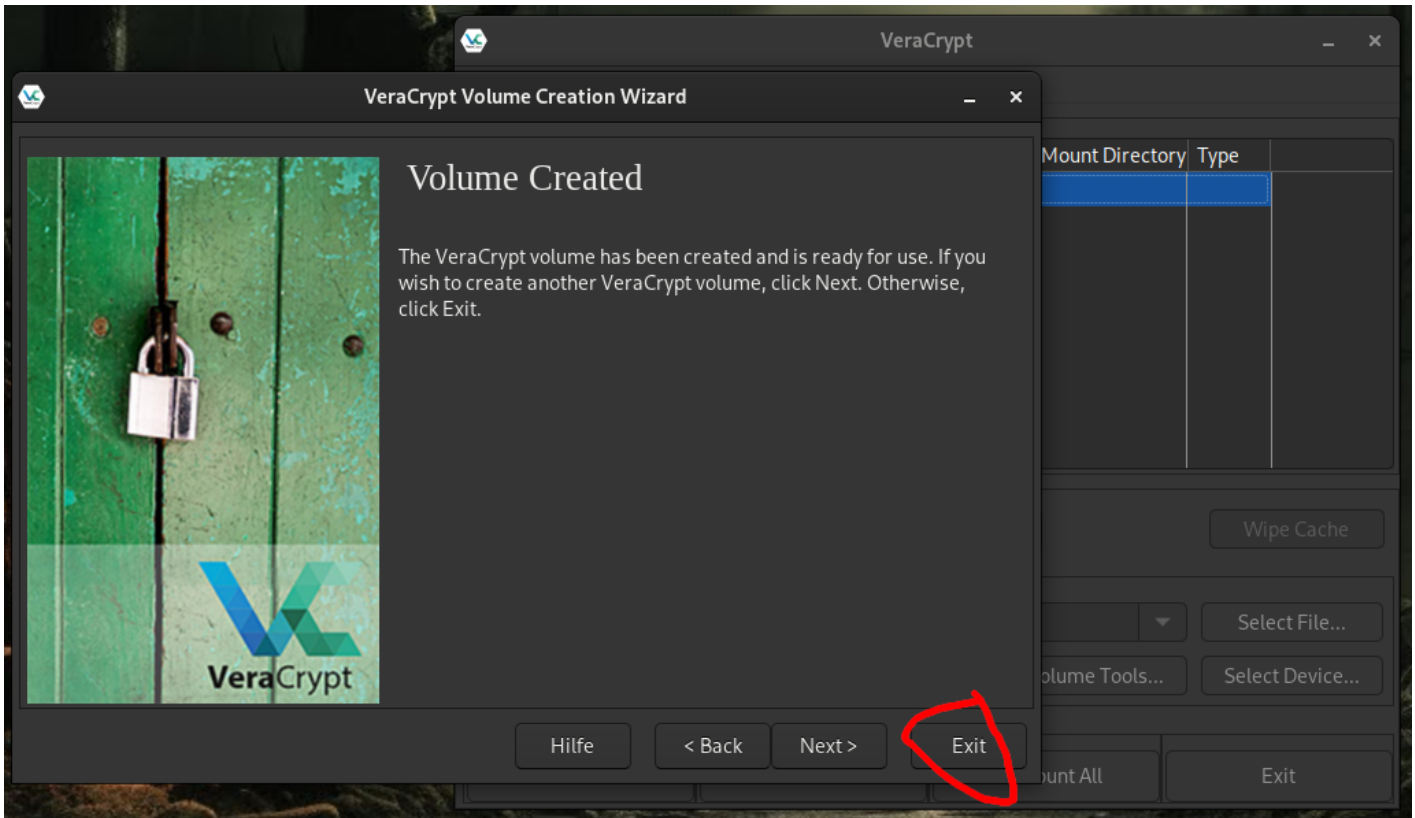 VeraCrypt
VeraCrypt Volume Creation Wizard
Mount Directory Type
Volume Created
The VeraCrypt volume has been created and is ready for use. If you
wish to create another VeraCrypt volume, click Next. Otherwise,
click Exit.
Wipe Cache
Select File...
olume Tools...
Select Device...
VeraCrypt
Hilfe
< Back
Next >
Exit
ount All
Exit